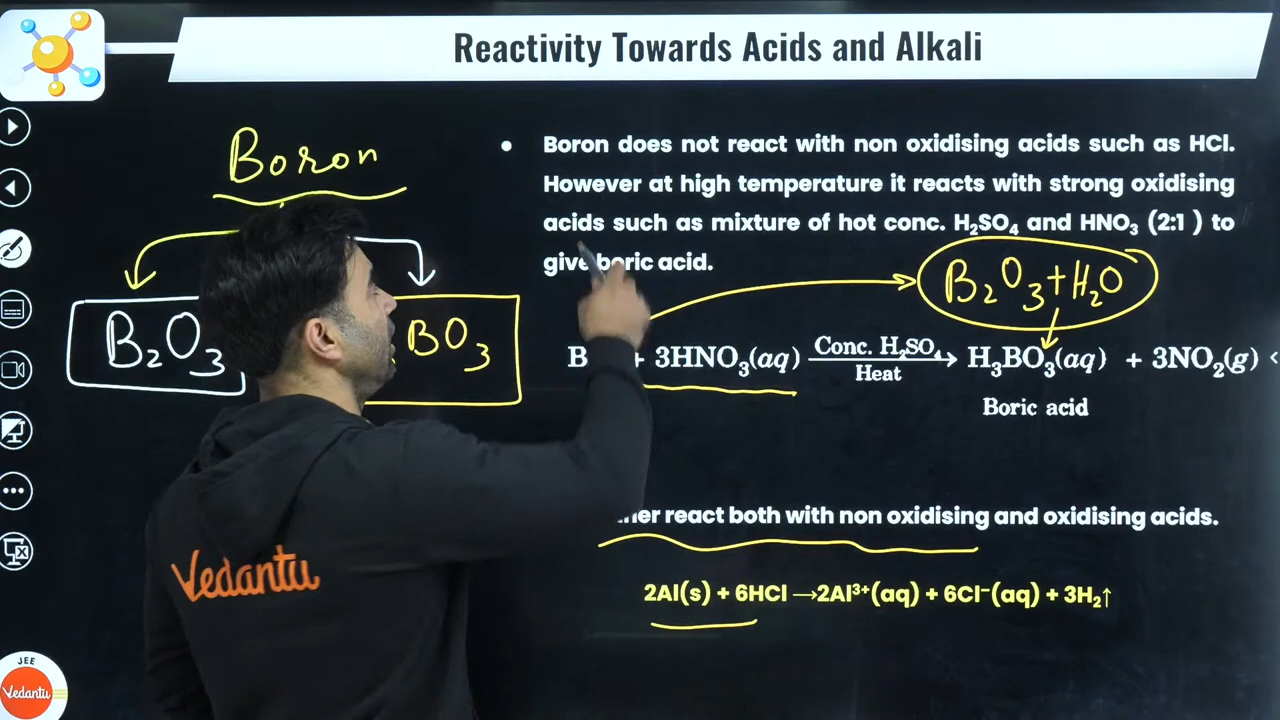 Reactivity Towards Acids and Alkali
Boron
B₂O₃
BO₃
• Boron does not react with non oxidising acids such as HCl.
However at high temperature it reacts with strong oxidising
acids such as mixture of hot conc. H₂SO₄ and HNO₃ (2:1 ) to
give boric acid.
B₂O₃+H₂O
B + 3HNO₃(aq) Conc. H₂SO₄ Heat → H₃BO₃(aq) + 3NO₂(g)
Boric acid
react both with non oxidising and oxidising acids.
2Al(s) + 6HCl →2Al³⁺(aq) + 6Cl⁻(aq) + 3H₂↑
Vedantu
JEE
Vedantu